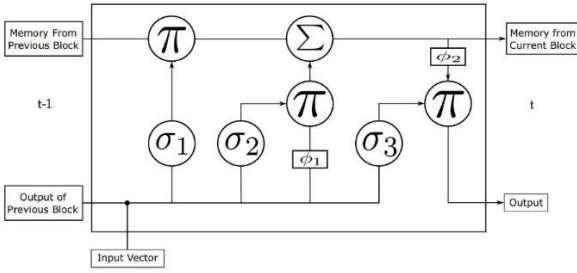 Memory From
Previous Block
π
Σ
Memory from
Current Block
ϕ₂
t-1
π
π
t
σ₁
σ₂
σ₃
ϕ₁
Output of
Previous Block
Output
Input Vector